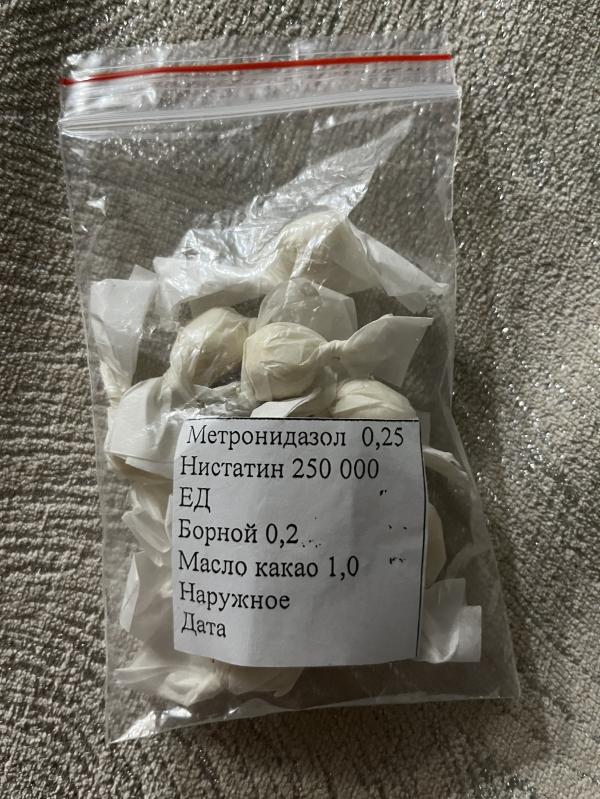 Метронидазол 0,25
Нистатин 250 000
ЕД
Борной 0,2
Масло какао 1,0
Наружное
Дата